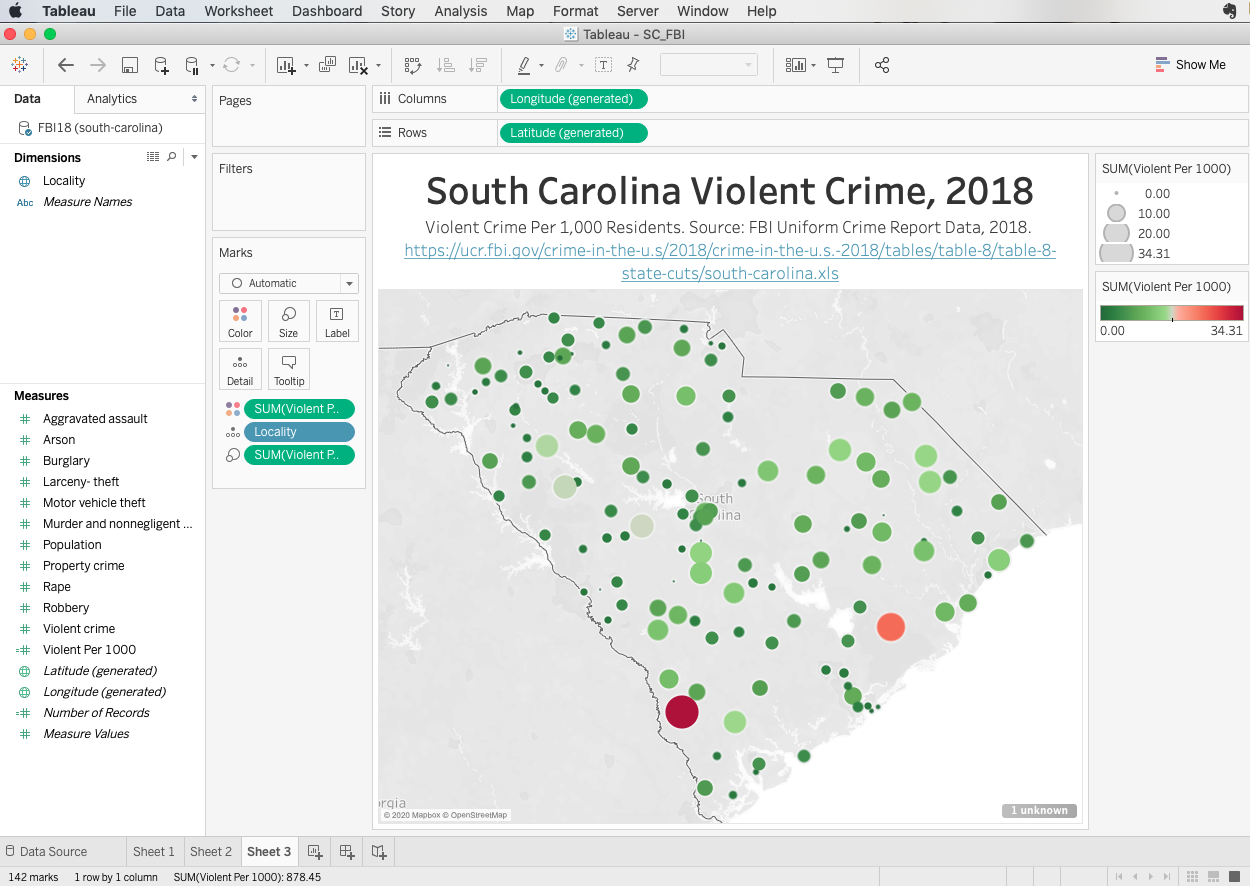 Tableau File Data Worksheet Dashboard Story Analysis Map Format Server Window Help
Tableau - SC_FBI
Show Me
Data Analytics
FBI18 (south-carolina)
Dimensions
Locality
Abc Measure Names
Measures
Aggravated assault
Arson
Burglary
Larceny- theft
Motor vehicle theft
Murder and nonnegligent ...
Population
Property crime
Rape
Robbery
Violent crime
Violent Per 1000
Latitude (generated)
Longitude (generated)
Number of Records
Measure Values
Pages
Filters
Marks
Automatic
Color Size Label
T
Detail Tooltip
SUM(Violent P..
Locality
SUM(Violent P..
Columns Longitude (generated)
Rows Latitude (generated)
South Carolina Violent Crime, 2018
Violent Crime Per 1,000 Residents. Source: FBI Uniform Crime Report Data, 2018.
https://ucr.fbi.gov/crime-in-the-u.s/2018/crime-in-the-u.s.-2018/tables/table-8/table-8-
state-cuts/south-carolina.xls
South
lina
rgia
© 2020 Mapbox © OpenStreetMap
1 unknown
SUM(Violent Per 1000)
0.00
10.00
20.00
34.31
SUM(Violent Per 1000)
0.00 34.31
Data Source Sheet 1 Sheet 2 Sheet 3
142 marks 1 row by 1 column SUM(Violent Per 1000): 878.45